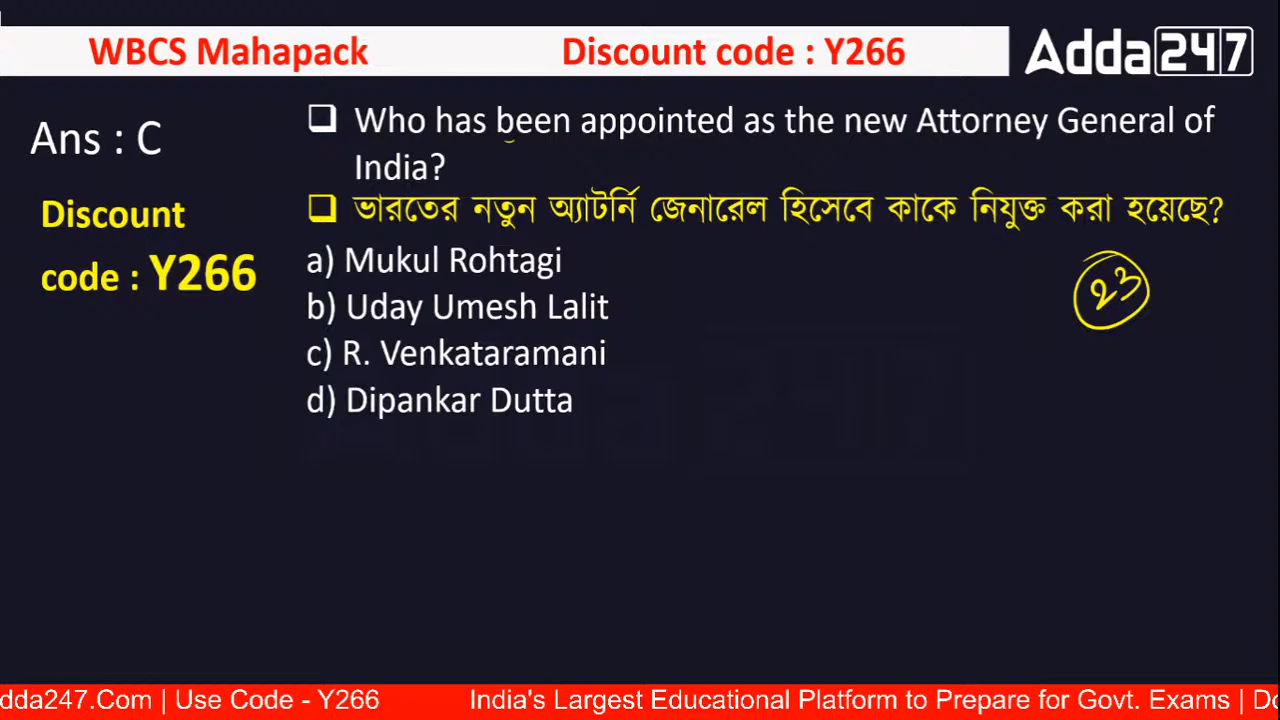 WBCS Mahapack Discount code : Y266 Adda247
Ans : C
Discount
code : Y266
❑ Who has been appointed as the new Attorney General of
India?
❑ ভারতের নতুন অ্যাটর্নি জেনারেল হিসেবে কাকে নিযুক্ত করা হয়েছে?
a) Mukul Rohtagi
b) Uday Umesh Lalit
c) R. Venkataramani
d) Dipankar Dutta
23
dda247.Com | Use Code - Y266 India's Largest Educational Platform to Prepare for Govt. Exams |